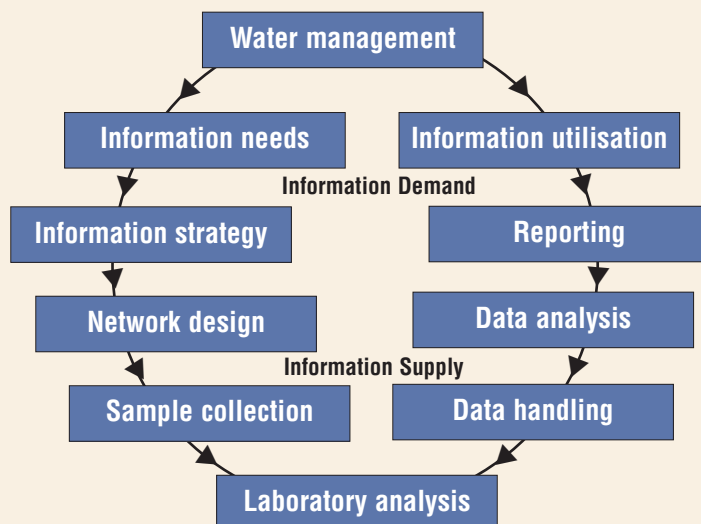 Water management
Information needs
Information utilisation
Information Demand
Information strategy
Reporting
Network design
Data analysis
Information Supply
Sample collection
Data handling
Laboratory analysis